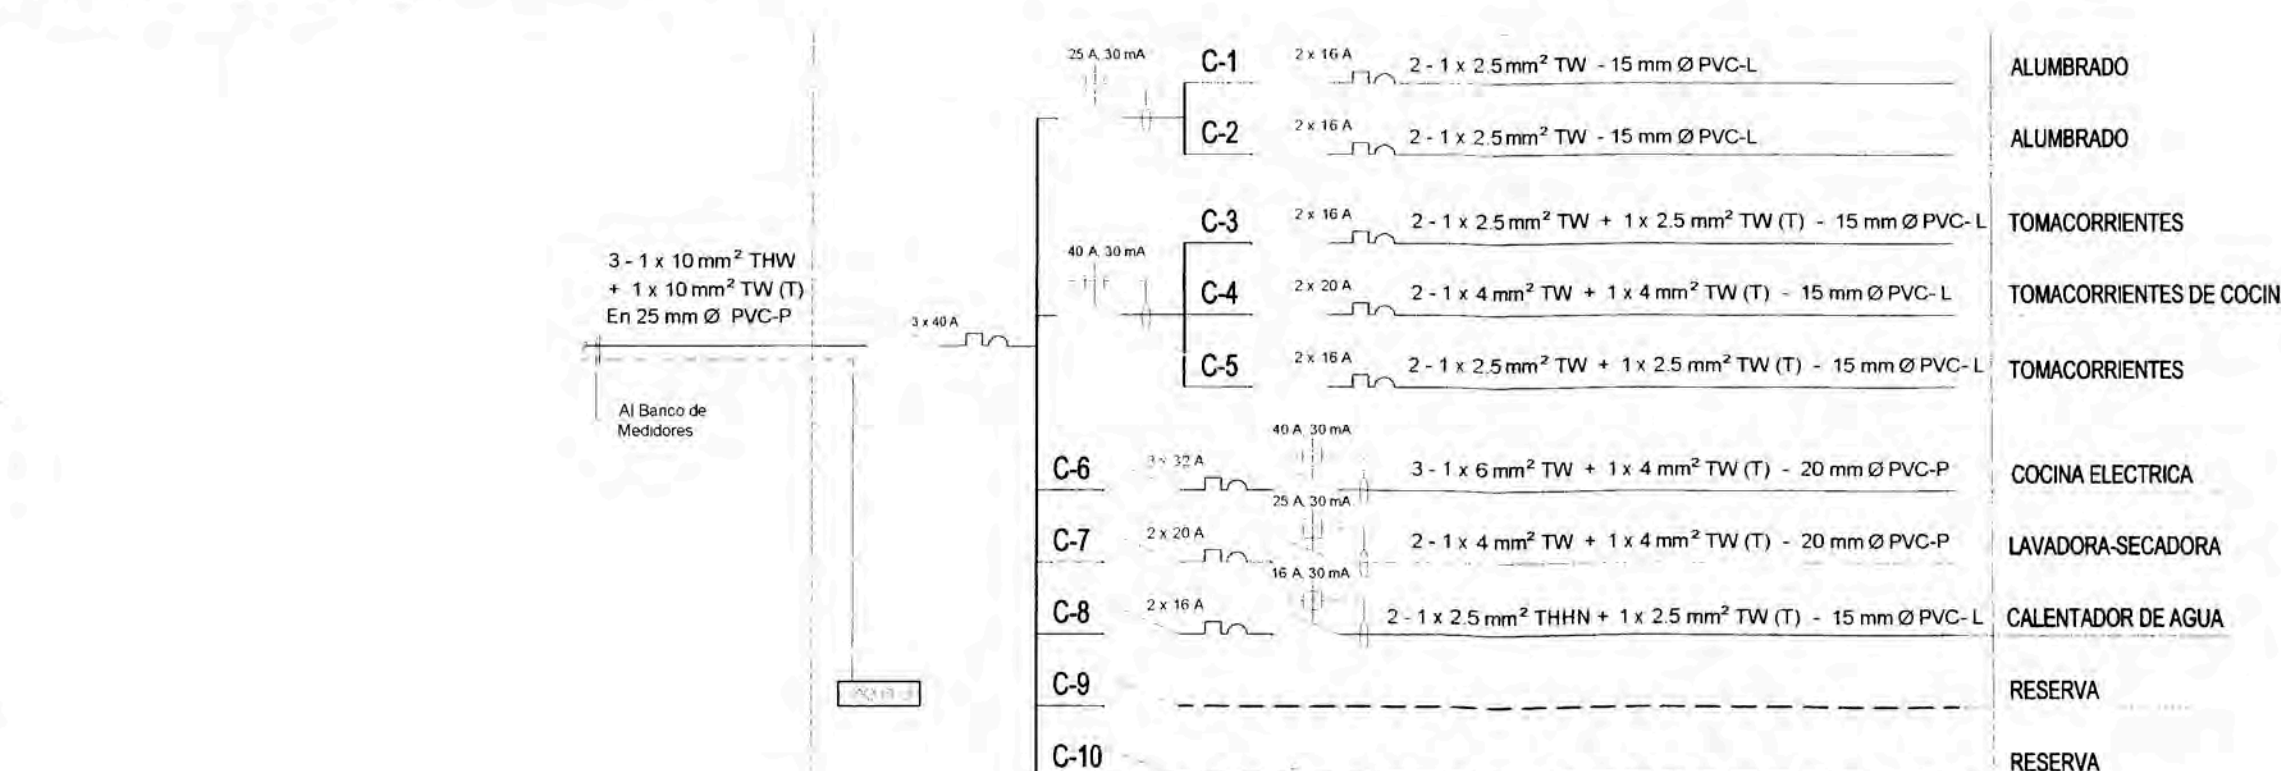 25 A, 30 mA
C-1 2 x 16 A 2 - 1 x 2.5 mm² TW - 15 mm Ø PVC-L ALUMBRADO
C-2 2 x 16 A 2 - 1 x 2.5 mm² TW - 15 mm Ø PVC-L ALUMBRADO
C-3 2 x 16 A 2 - 1 x 2.5 mm² TW + 1 x 2.5 mm² TW (T) - 15 mm Ø PVC-L TOMACORRIENTES
40 A, 30 mA
C-4 2 x 20 A 2 - 1 x 4 mm² TW + 1 x 4 mm² TW (T) - 15 mm Ø PVC-L TOMACORRIENTES DE COCIN
C-5 2 x 16 A 2 - 1 x 2.5 mm² TW + 1 x 2.5 mm² TW (T) - 15 mm Ø PVC-L TOMACORRIENTES
3 - 1 x 10 mm² THW
+ 1 x 10 mm² TW (T)
En 25 mm Ø PVC-P
3 x 40 A
Al Banco de
Medidores
40 A, 30 mA
C-6 3 x 32 A 3 - 1 x 6 mm² TW + 1 x 4 mm² TW (T) - 20 mm Ø PVC-P COCINA ELECTRICA
25 A, 30 mA
C-7 2 x 20 A 2 - 1 x 4 mm² TW + 1 x 4 mm² TW (T) - 20 mm Ø PVC-P LAVADORA-SECADORA
16 A, 30 mA
C-8 2 x 16 A 2 - 1 x 2.5 mm² THHN + 1 x 2.5 mm² TW (T) - 15 mm Ø PVC-L CALENTADOR DE AGUA
C-9 RESERVA
C-10 RESERVA